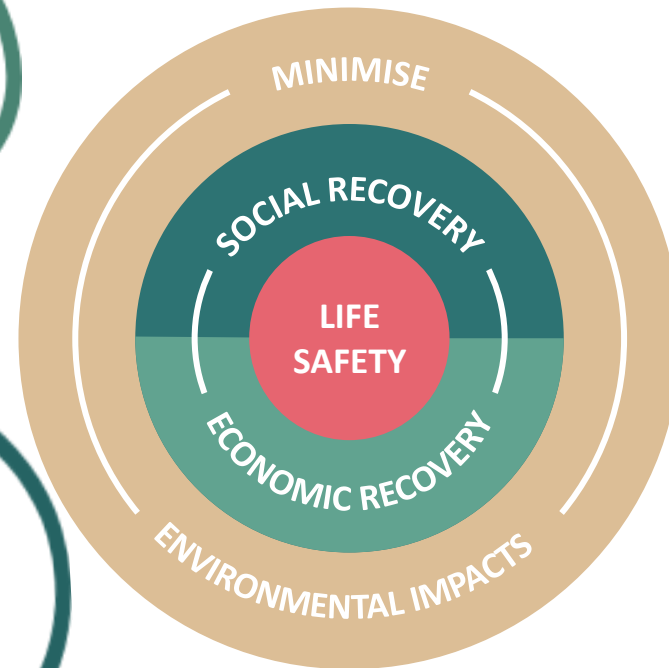 MINIMISE
SOCIAL RECOVERY
LIFE
SAFETY
ECONOMIC RECOVERY
ENVIRONMENTAL IMPACTS